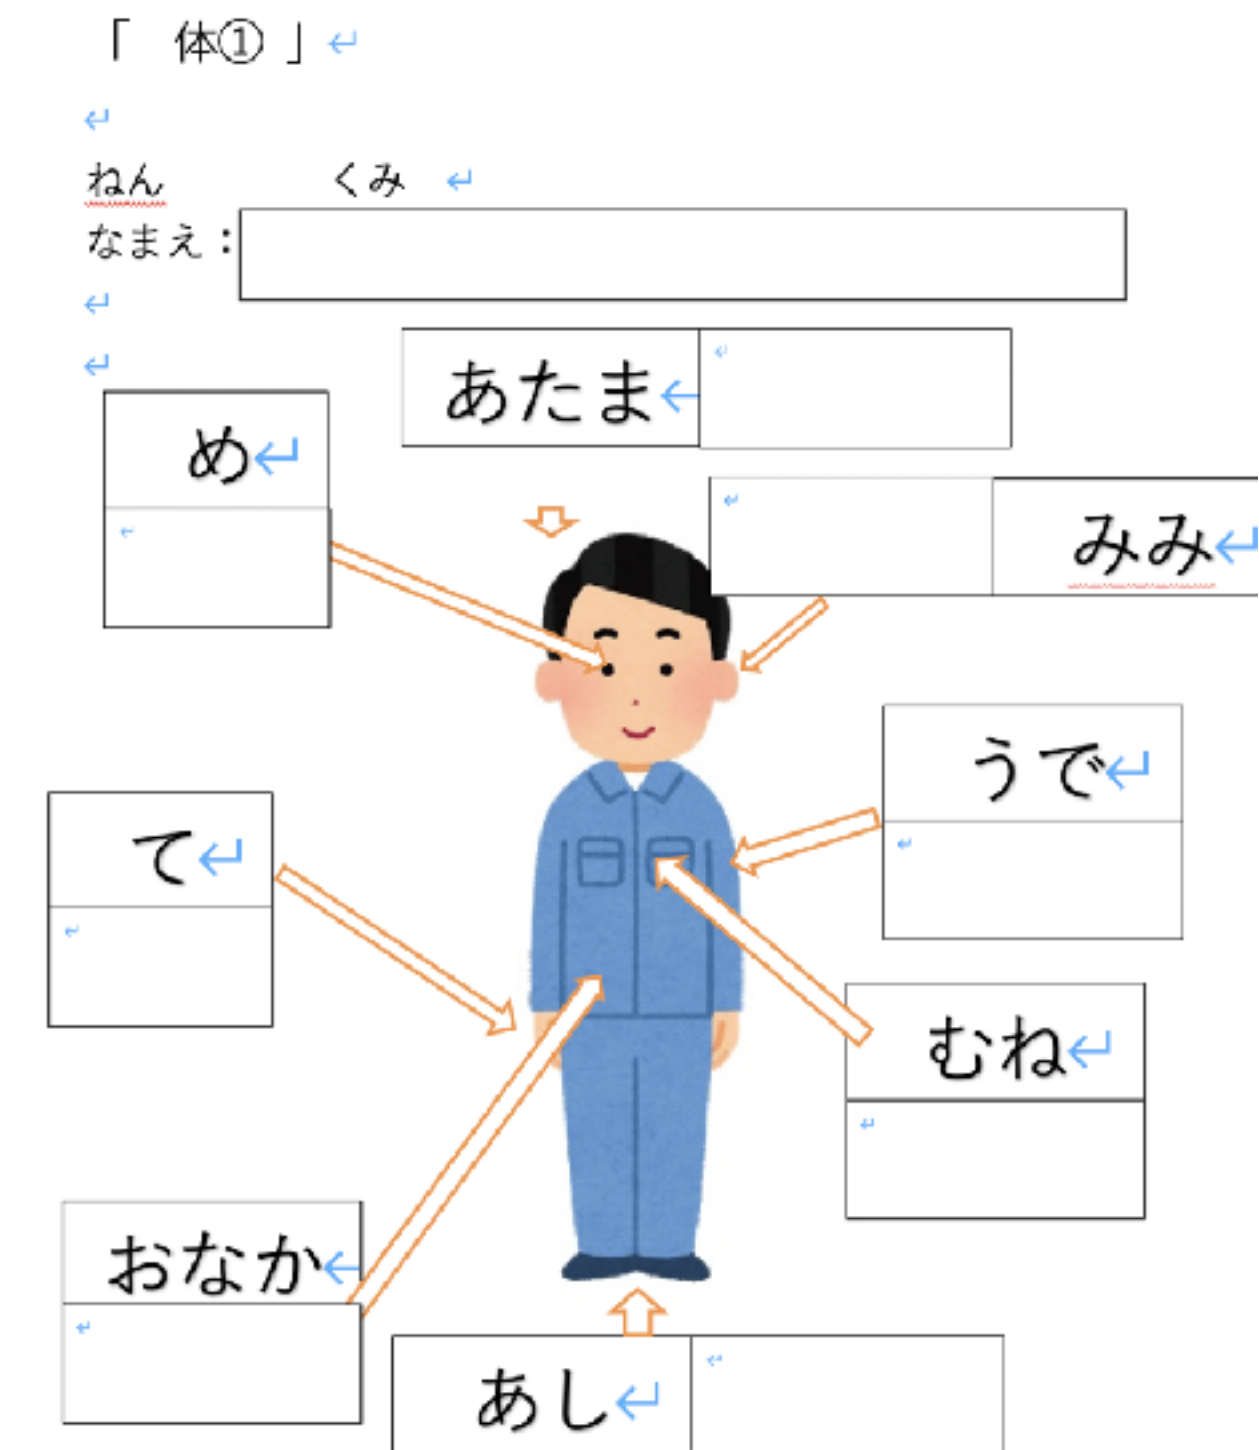 「　体①　」
ねん　　　　くみ
なまえ：
あたま
め
みみ
うで
て
むね
おなか
あし